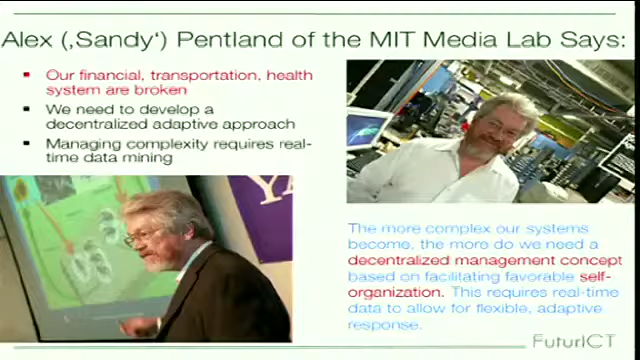 Alex (‚Sandy‘) Pentland of the MIT Media Lab Says:
Our financial, transportation, health
system are broken
We need to develop a
decentralized adaptive approach
Managing complexity requires real-
time data mining
The more complex our systems
become, the more do we need a
decentralized management concept
based on facilitating favorable self-
organization. This requires real-time
data to allow for flexible, adaptive
response.
FuturICT